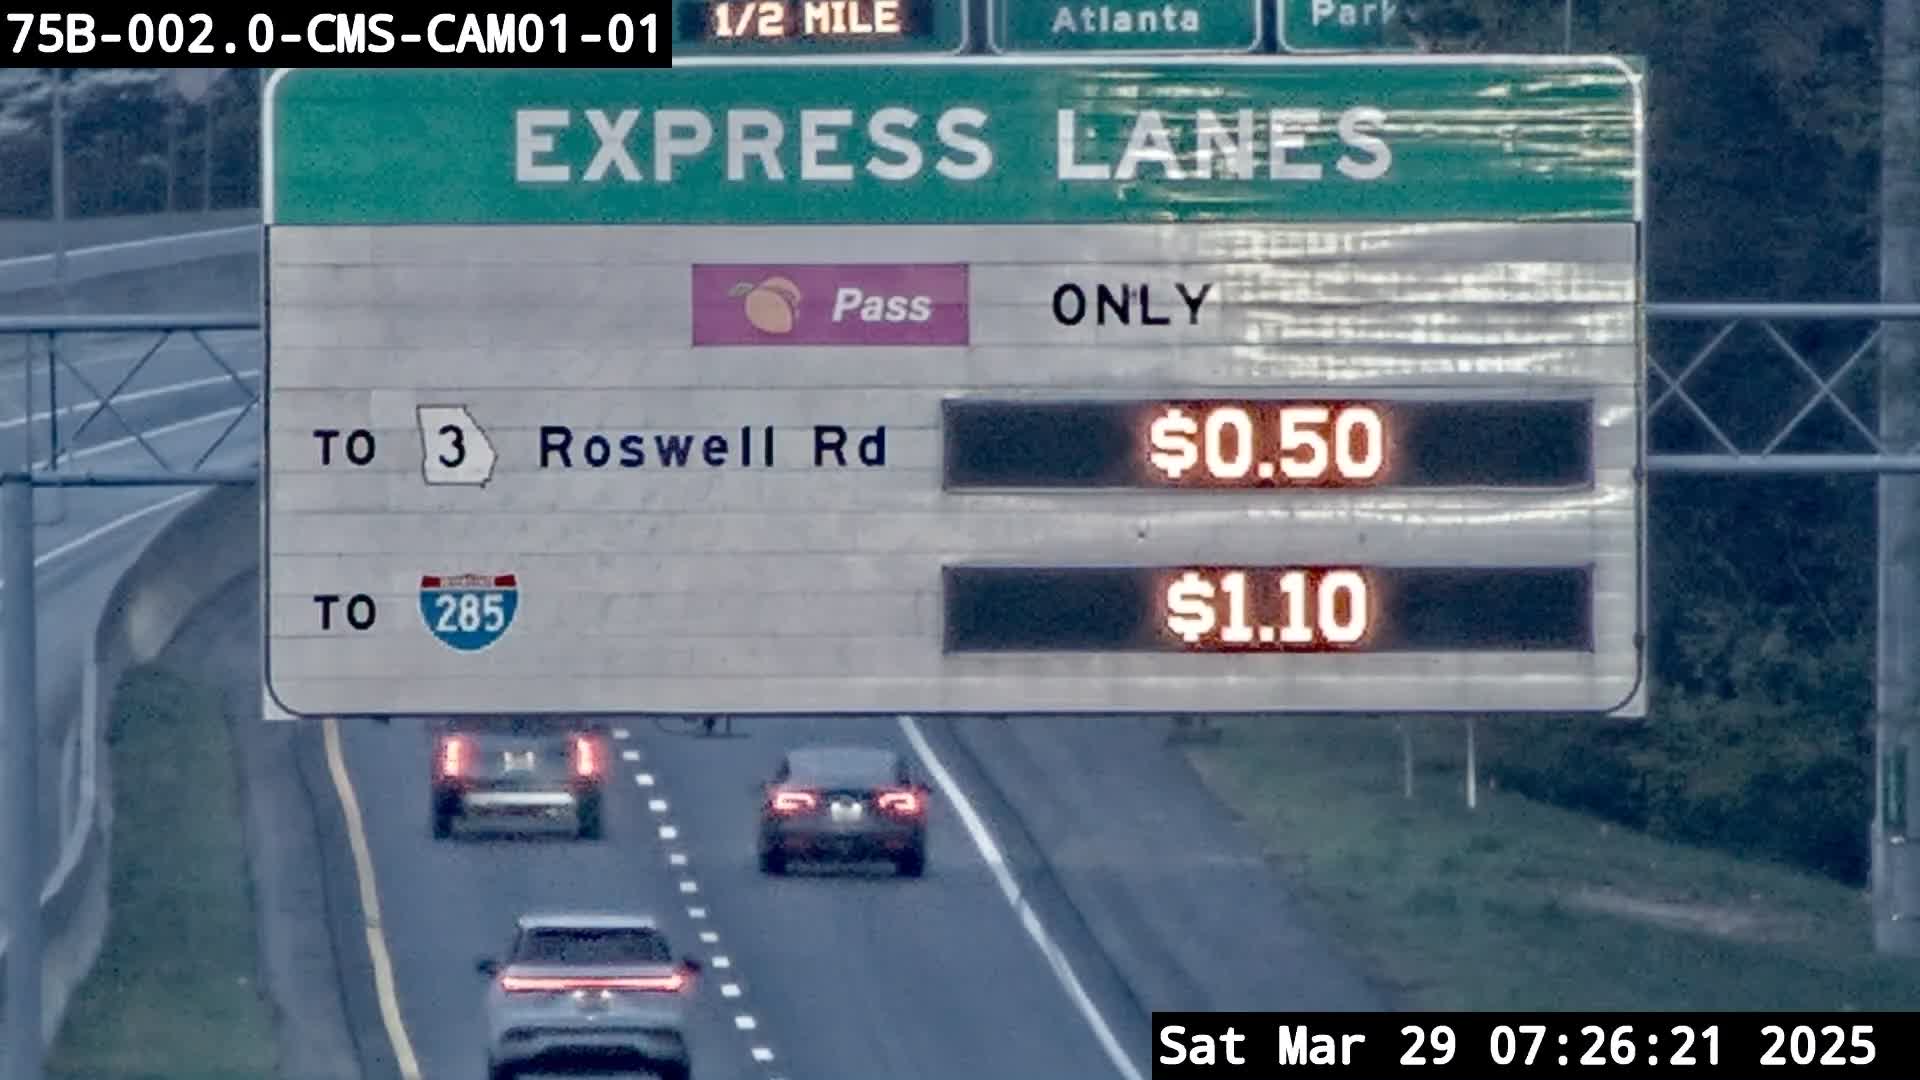 75B-002.0-CMS-CAM01-01
1/2 MILE
Atlanta
Park
EXPRESS LANES
Pass ONLY
TO 3 Roswell Rd $0.50
TO 285 $1.10
Sat Mar 29 07:26:21 2025